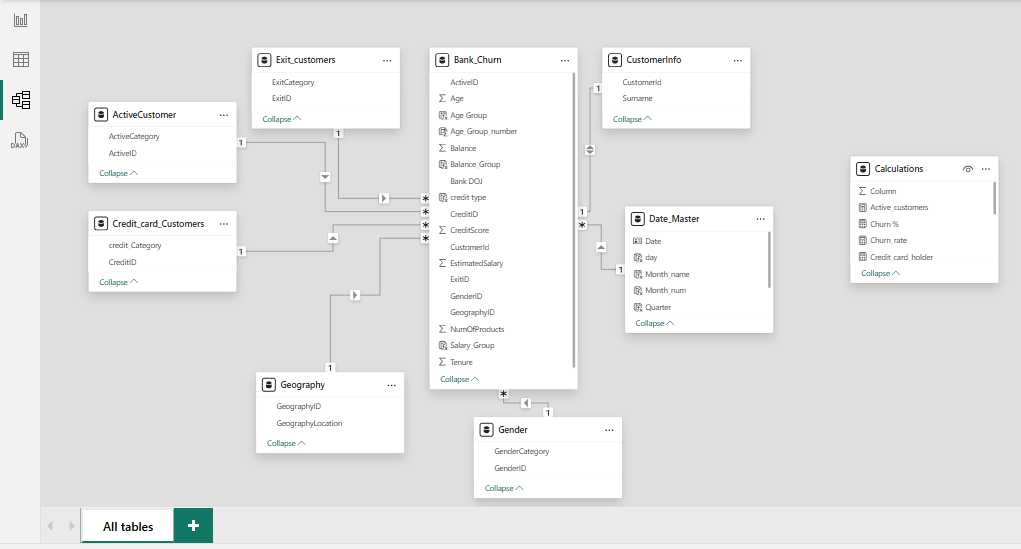 DAX
Exit_customers
ExitCategory
ExitID
Collapse
Bank_Churn
ActiveID
Age
Age Group
Age_Group_number
Balance
Balance_Group
Bank DOJ
credit type
CreditID
CreditScore
CustomerId
EstimatedSalary
ExitID
GenderID
GeographyID
NumOfProducts
Salary_Group
Tenure
Collapse
CustomerInfo
CustomerId
Surname
Collapse
ActiveCustomer
ActiveCategory
ActiveID
Collapse
Calculations
Column
Active_customers
Churn %
Churn_rate
Credit_card_holder
Collapse
Credit_card_Customers
credit_Category
CreditID
Collapse
Date_Master
Date
day
Month_name
Month_num
Quarter
Collapse
Geography
GeographyID
GeographyLocation
Collapse
Gender
GenderCategory
GenderID
Collapse
1
1
1
1
1
1
1
1
*
*
*
*
*
*
All tables
+